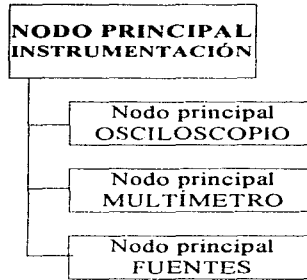 NODO PRINCIPAL
INSTRUMENTACIÓN
Nodo principal
OSCILOSCOPIO
Nodo principal
MULTÍMETRO
Nodo principal
FUENTES